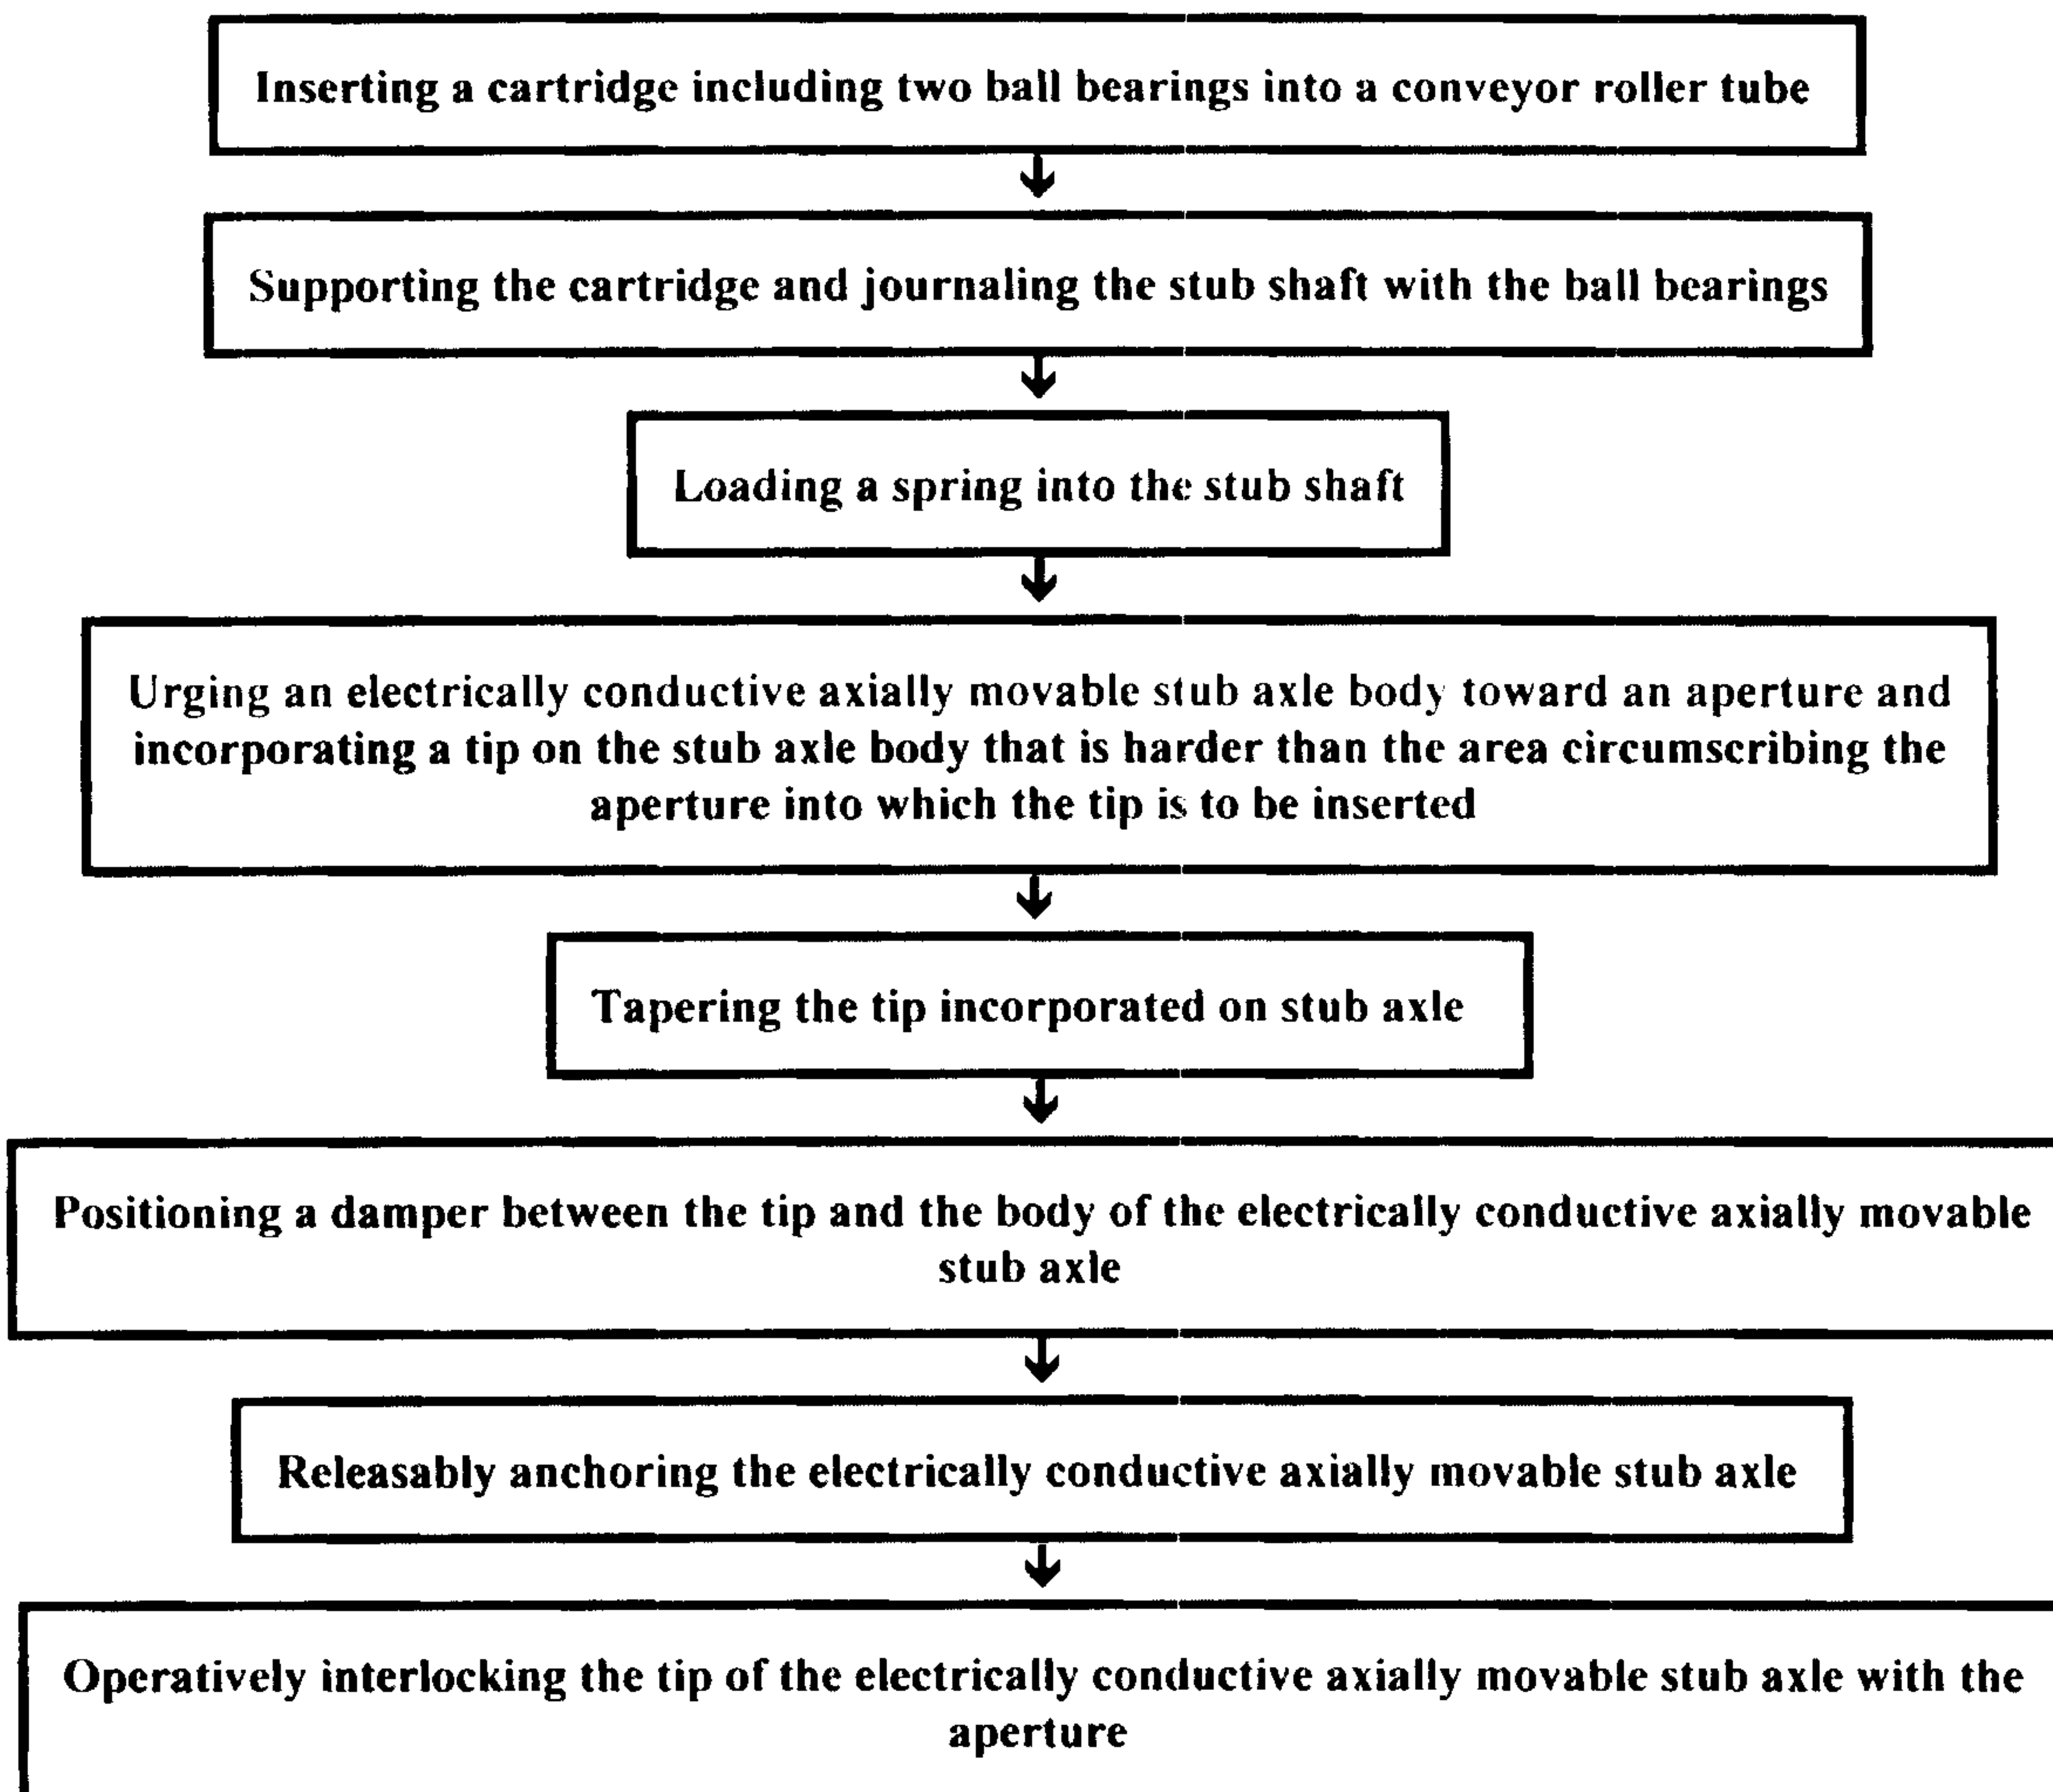 Inserting a cartridge including two ball bearings into a conveyor roller tube
Supporting the cartridge and journaling the stub shaft with the ball bearings
Loading a spring into the stub shaft
Urging an electrically conductive axially movable stub axle body toward an aperture and
incorporating a tip on the stub axle body that is harder than the area circumscribing the
aperture into which the tip is to be inserted
Tapering the tip incorporated on stub axle
Positioning a damper between the tip and the body of the electrically conductive axially movable
stub axle
Releasably anchoring the electrically conductive axially movable stub axle
Operatively interlocking the tip of the electrically conductive axially movable stub axle with the
aperture